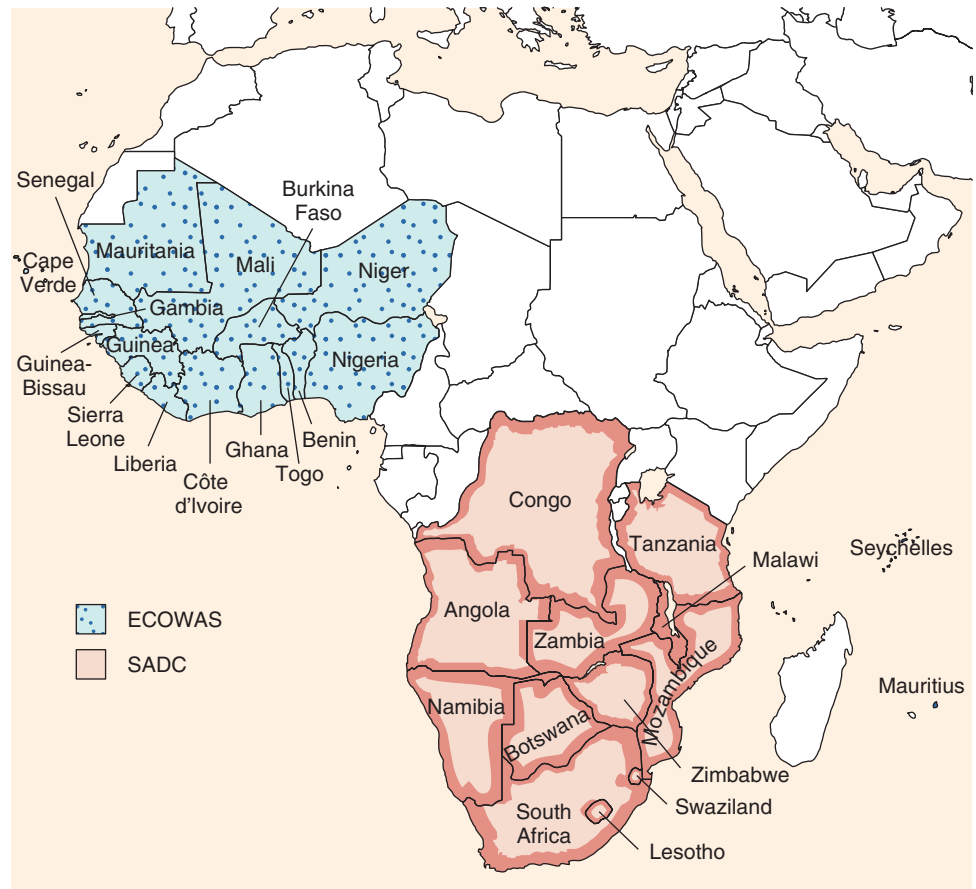 Senegal
Burkina
Faso
Mauritania
Mali
Niger
Cape
Verde
Gambia
Guinea
Nigeria
Guinea-
Bissau
Sierra
Leone
Liberia
Côte
d'Ivoire
Ghana
Togo
Benin
Congo
Tanzania
Seychelles
Malawi
ECOWAS
SADC
Angola
Zambia
Mozambique
Mauritius
Namibia
Botswana
Zimbabwe
Swaziland
South
Africa
Lesotho